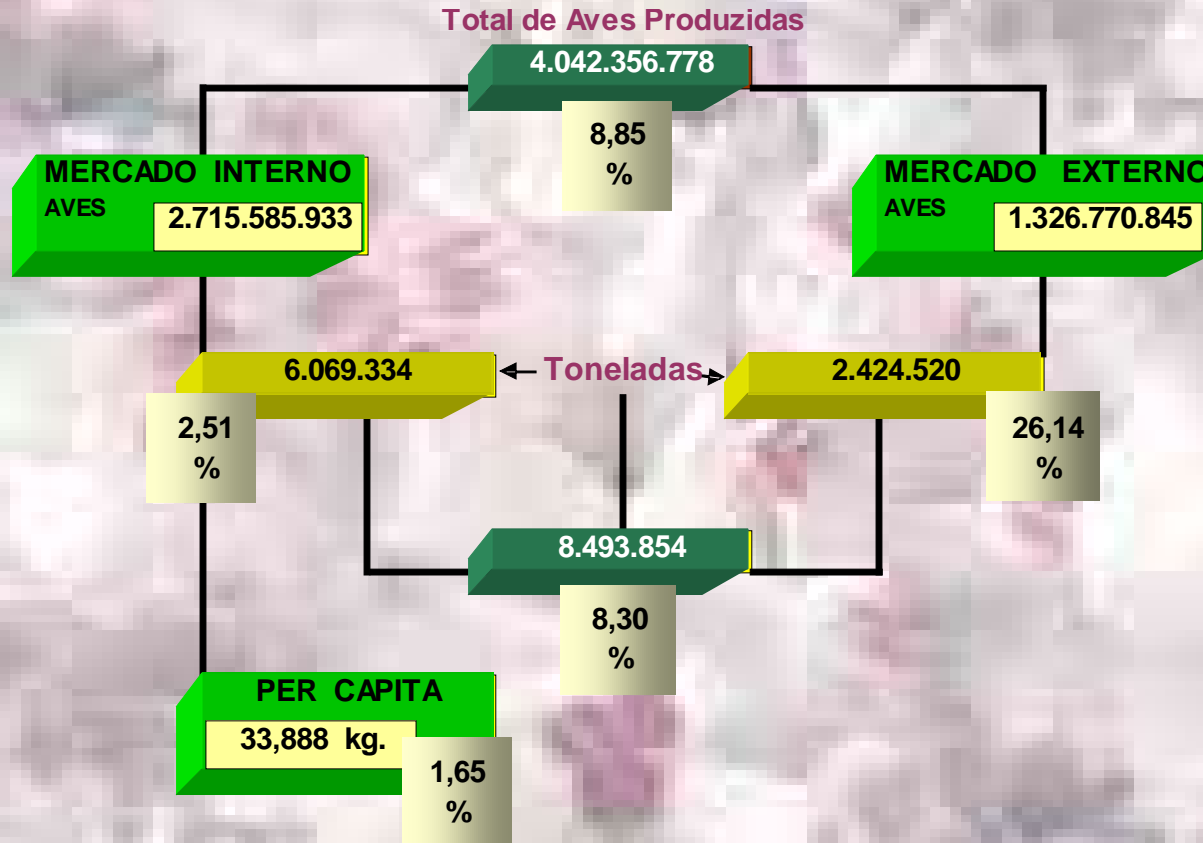 Total de Aves Produzidas
4.042.356.778
8,85
%
MERCADO INTERNO
AVES
2.715.585.933
MERCADO EXTERNO
AVES
1.326.770.845
6.069.334
Toneladas
2.424.520
2,51
%
26,14
%
8.493.854
8,30
%
PER CAPITA
33,888 kg.
1,65
%